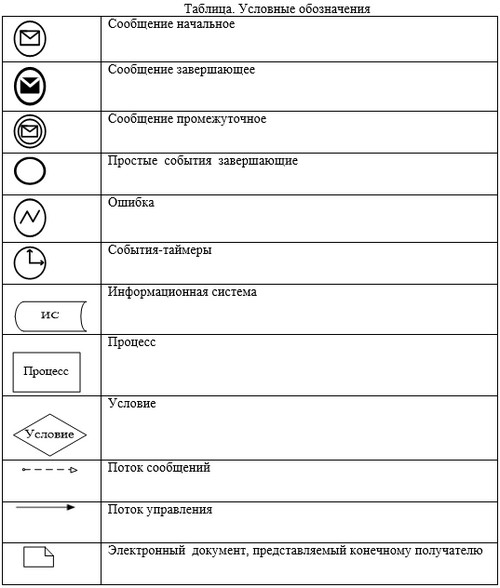 Таблица. Условные обозначения
Сообщение начальное
Сообщение завершающее
Сообщение промежуточное
Простые события завершающие
Ошибка
События-таймеры
Информационная система
ИС
Процесс
Процесс
Условие
Условие
Поток сообщений
Поток управления
Электронный документ, представляемый конечному получателю